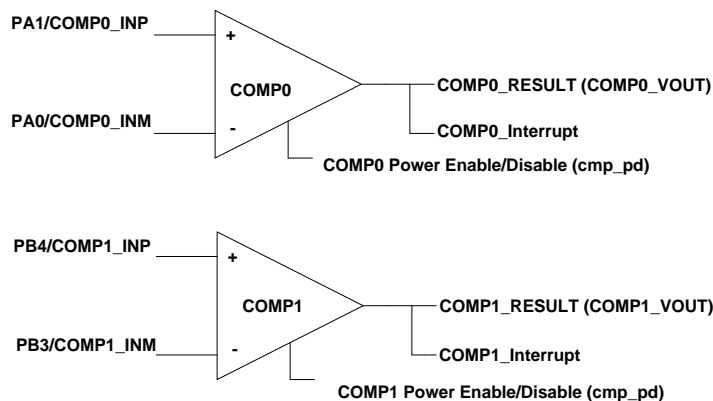 PA1/COMP0_INP
+
COMP0
COMP0_RESULT (COMP0_VOUT)
PA0/COMP0_INM
-
COMP0_Interrupt
COMP0 Power Enable/Disable (cmp_pd)
PB4/COMP1_INP
+
COMP1
COMP1_RESULT (COMP1_VOUT)
PB3/COMP1_INM
-
COMP1_Interrupt
COMP1 Power Enable/Disable (cmp_pd)